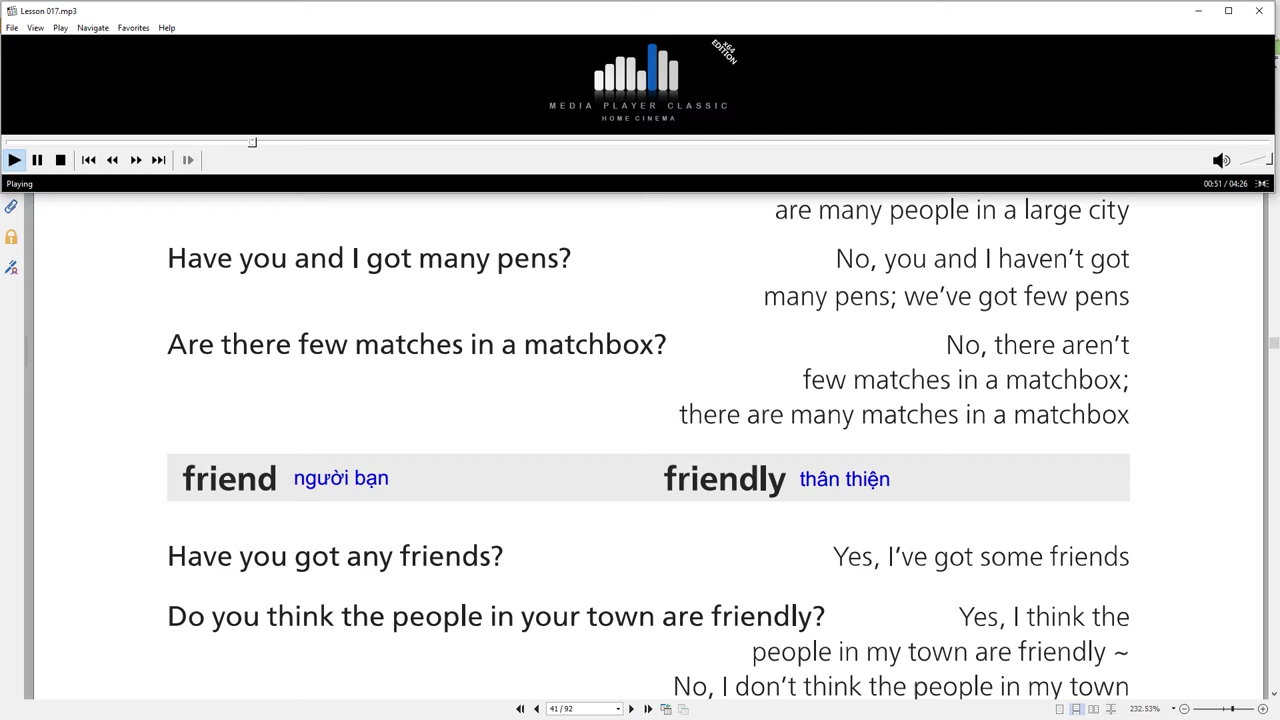 Lesson 017.mp3
File View Play Navigate Favorites Help
x64
EDITION
MEDIA PLAYER CLASSIC
HOME CINEMA
Playing
00:51 / 04:26
are many people in a large city
Have you and I got many pens? No, you and I haven’t got
many pens; we’ve got few pens
Are there few matches in a matchbox? No, there aren’t
few matches in a matchbox;
there are many matches in a matchbox
friend người bạn friendly thân thiện
Have you got any friends? Yes, I’ve got some friends
Do you think the people in your town are friendly? Yes, I think the
people in my town are friendly ~
No, I don’t think the people in my town
41 / 92
232.53%